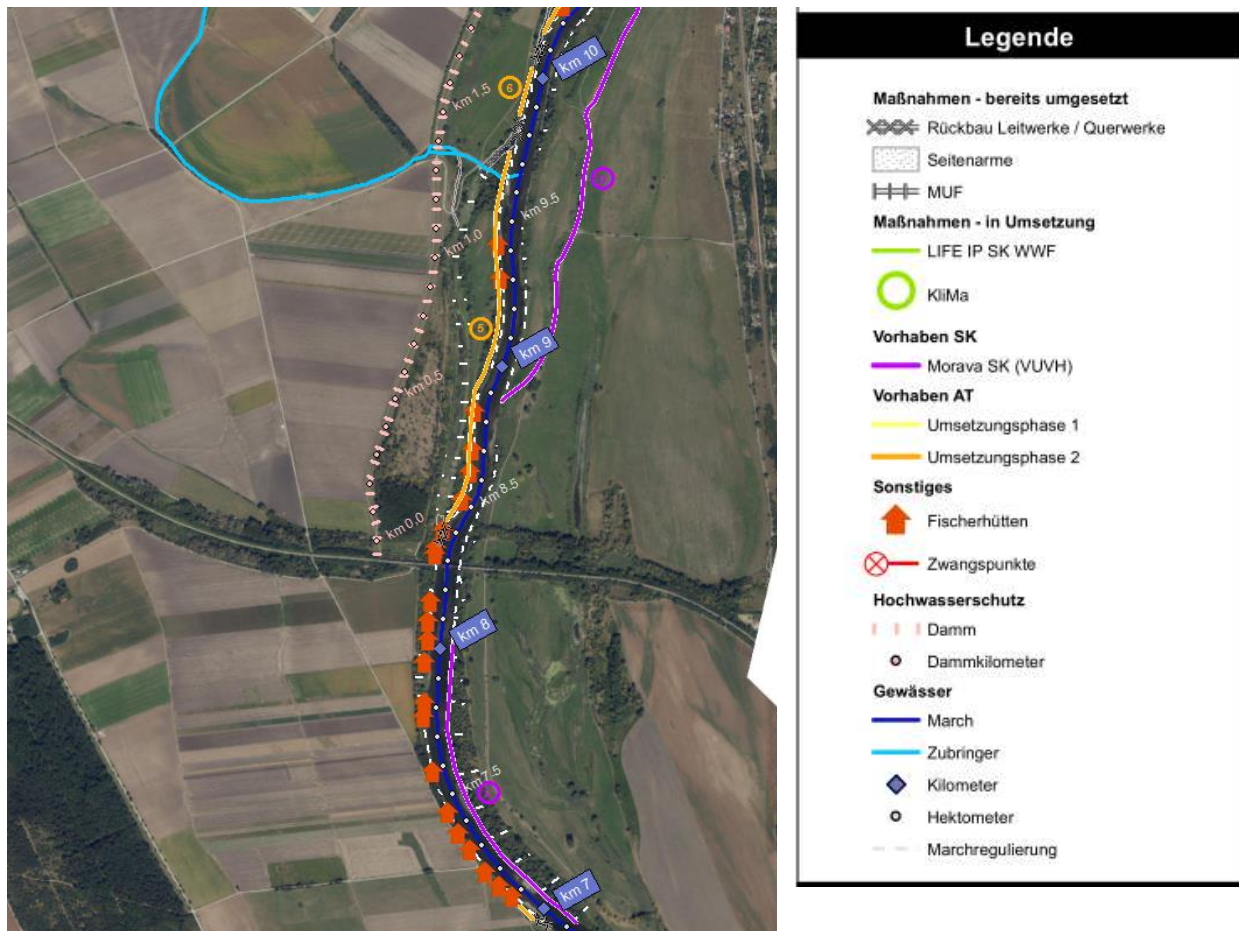 km 10
6
km 1.5
km 9.5
km 1.0
5
km 9
km 0.5
km 8.5
km 0.0
km 8
km 7.5
km 7
Legende
Maßnahmen - bereits umgesetzt
Rückbau Leitwerke / Querwerke
Seitenarme
MUF
Maßnahmen - in Umsetzung
LIFE IP SK WWF
KliMa
Vorhaben SK
Morava SK (VUVH)
Vorhaben AT
Umsetzungsphase 1
Umsetzungsphase 2
Sonstiges
Fischerhütten
Zwangspunkte
Hochwasserschutz
Damm
Dammkilometer
Gewässer
March
Zubringer
Kilometer
Hektometer
Marchregulierung